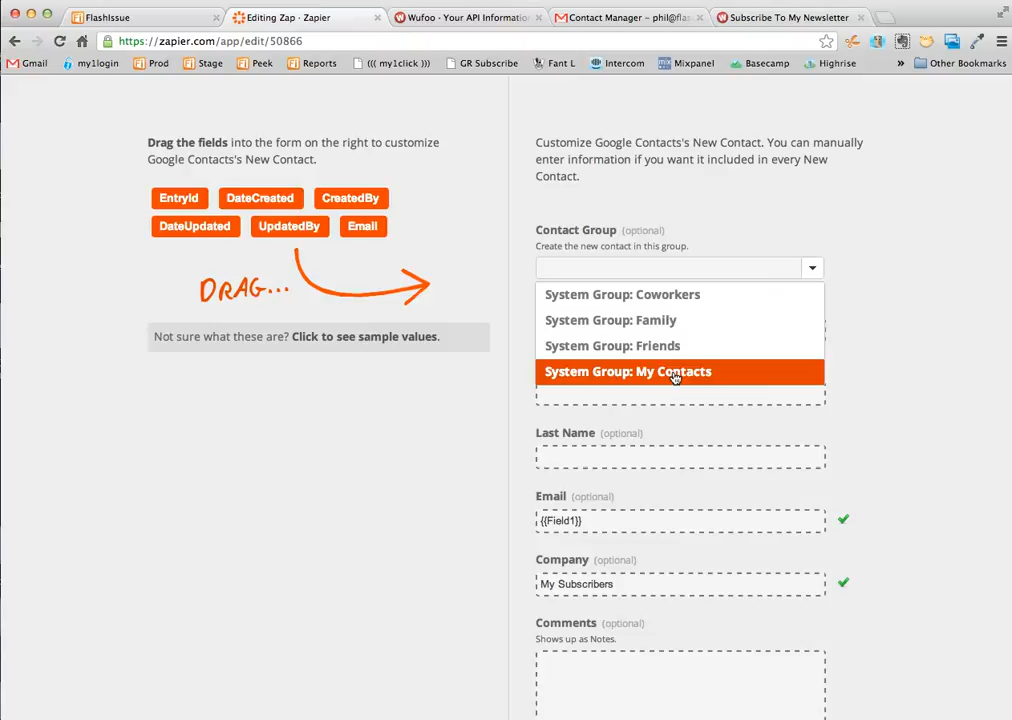 FlashIssue
Editing Zap - Zapier
Wufoo - Your API Informatio
Contact Manager – phil@flas
Subscribe To My Newsletter
https://zapier.com/app/edit/50866
Gmail
my1login
Prod
Stage
Peek
Reports
((( my1click )))
GR Subscribe
Fant L
Intercom
Mixpanel
Basecamp
Highrise
»
Other Bookmarks
Drag the fields into the form on the right to customize
Google Contacts's New Contact.
EntryId
DateCreated
CreatedBy
DateUpdated
UpdatedBy
Email
DRAG...
Not sure what these are? Click to see sample values.
Customize Google Contacts's New Contact. You can manually
enter information if you want it included in every New
Contact.
Contact Group (optional)
Create the new contact in this group.
System Group: Coworkers
System Group: Family
System Group: Friends
System Group: My Contacts
Last Name (optional)
Email (optional)
{{Field1}}
Company (optional)
My Subscribers
Comments (optional)
Shows up as Notes.